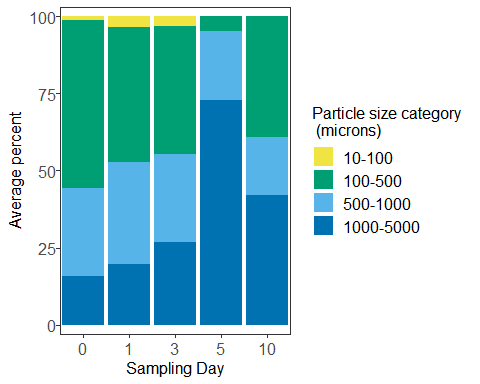 Average percent
100
75
50
25
0
0 1 3 5 10
Sampling Day
Particle size category
(microns)
10-100
100-500
500-1000
1000-5000